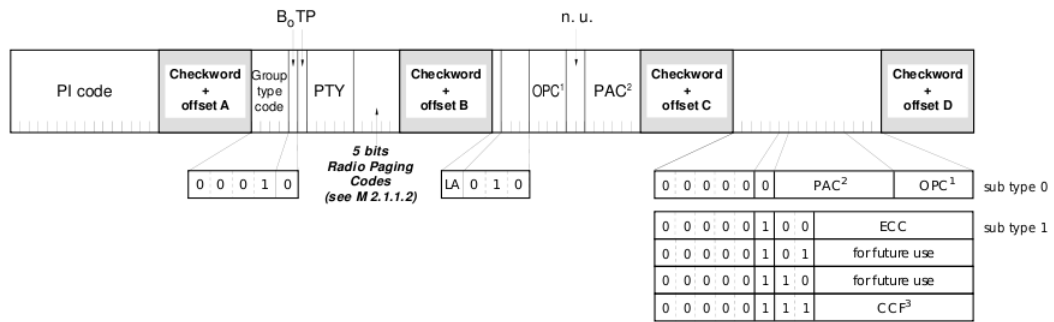 B₀TP
n. u.
PI code
Checkword
+
offset A
Group
type
code
PTY
Checkword
+
offset B
OPC¹
PAC²
Checkword
+
offset C
Checkword
+
offset D
5 bits
Radio Paging
Codes
(see M 2.1.1.2)
0 0 0 1 0
LA 0 1 0
0 0 0 0 0 0 PAC² OPC¹ sub type 0
0 0 0 0 0 1 0 0 ECC sub type 1
0 0 0 0 0 1 0 1 for future use
0 0 0 0 0 1 1 0 for future use
0 0 0 0 0 1 1 1 CCF³